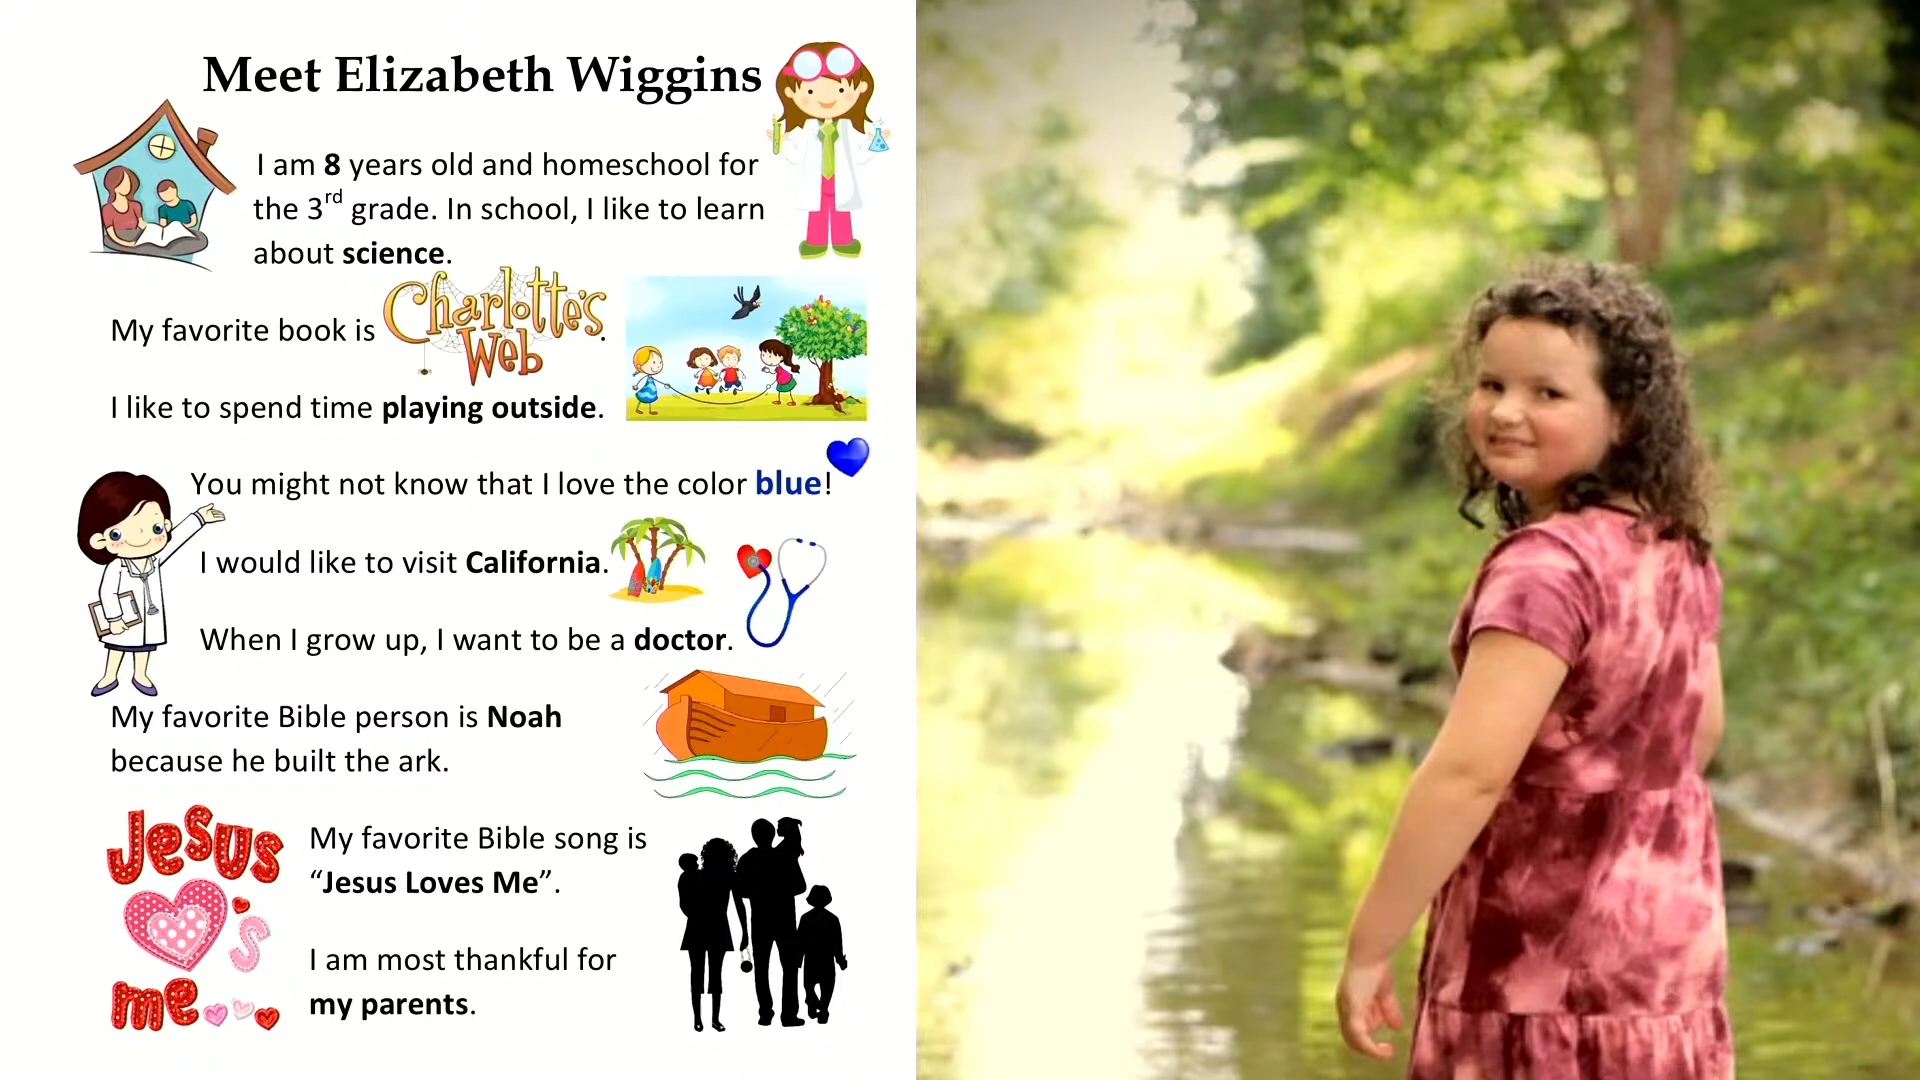 Meet Elizabeth Wiggins
I am 8 years old and homeschool for
the 3rd grade. In school, I like to learn
about science.
My favorite book is Charlotte's Web.
I like to spend time playing outside.
You might not know that I love the color blue!
I would like to visit California.
When I grow up, I want to be a doctor.
My favorite Bible person is Noah
because he built the ark.
Jesus
's
me
My favorite Bible song is
“Jesus Loves Me”.
I am most thankful for
my parents.